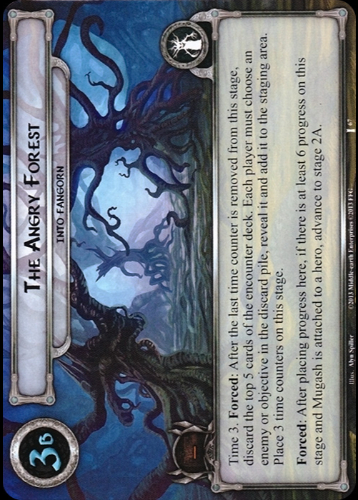 3B
THE ANGRY FOREST
INTO FANGORN
Time 3. Forced: After the last time counter is removed from this stage,
discard the top 5 cards of the encounter deck. Each player must choose an
enemy or objective in the discard pile, reveal it and add it to the staging area.
Place 3 time counters on this stage.
Forced: After placing progress here, if there is at least 6 progress on this
stage and Mugash is attached to a hero, advance to stage 2A.
Illus. Alyn Spiller ©2013 Middle-earth Enterprises ©2013 FFG 67